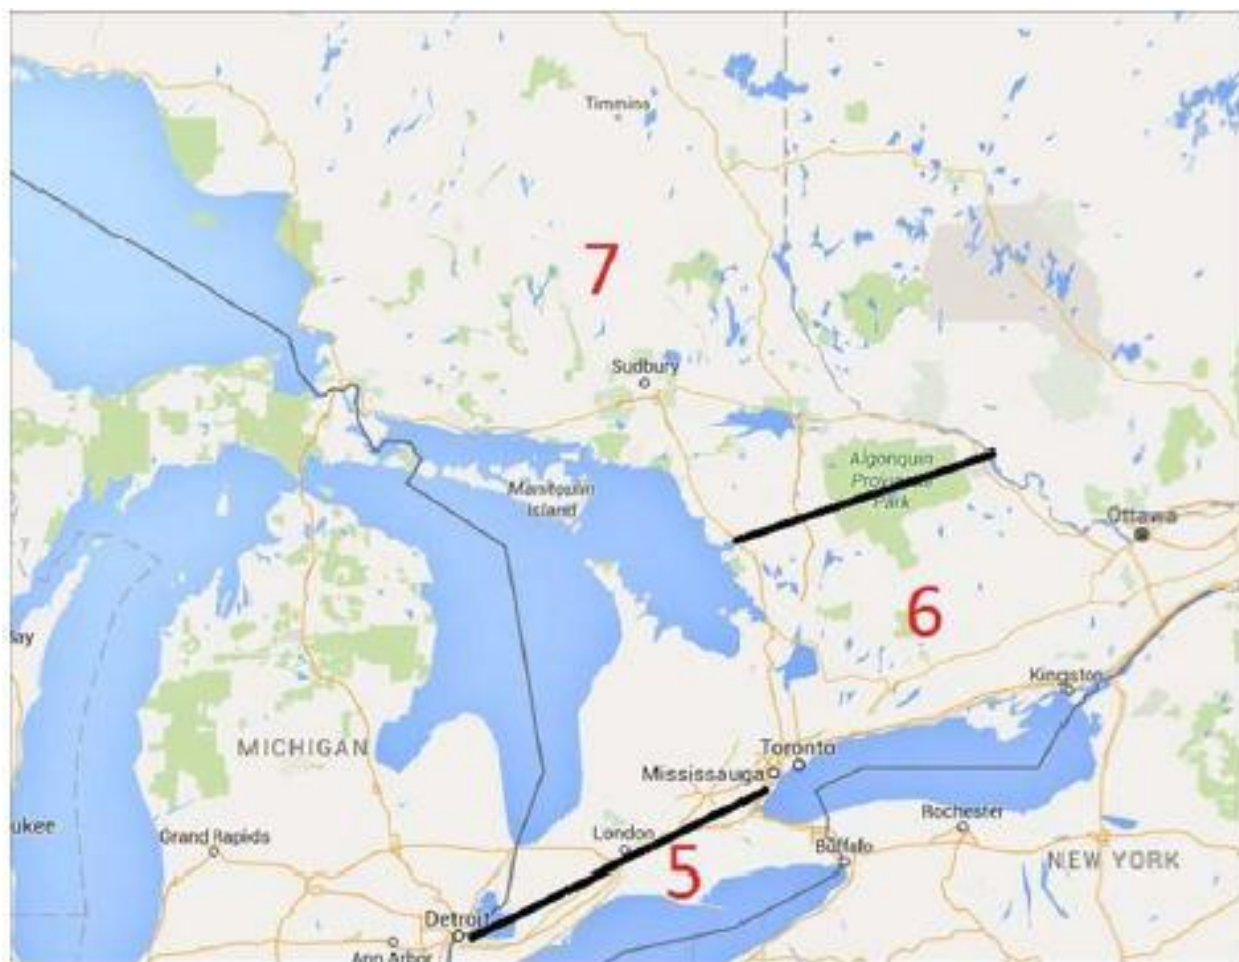 Timmins
7
Sudbury
Algonquin
Provincial
Park
Manitoulin
Island
Ottawa
6
Kingston
MICHIGAN
Toronto
Mississauga
Rochester
ukee
Grand Rapids
London
Buffalo
NEW YORK
5
Detroit
Ann Arbor